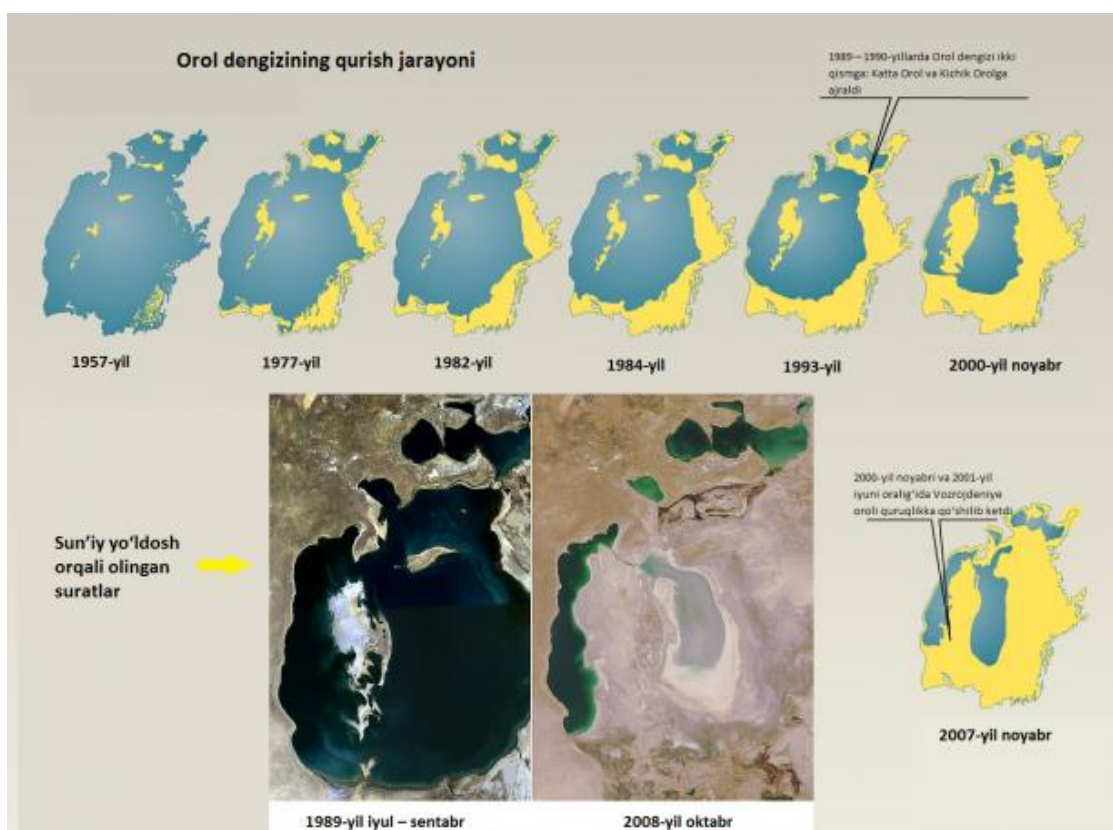 Orol dengizining qurish jarayoni
1989—1990-yillarda Orol dengizi ikki
qismga: Katta Orol va Kichik Orolga
ajraldi
1957-yil
1977-yil
1982-yil
1984-yil
1993-yil
2000-yil noyabr
Sun’iy yo‘ldosh
orqali olingan
suratlar
2000-yil noyabri va 2001-yil
iyuni oralig‘ida Vozrojdeniye
oroli quruqlikka qo‘shilib ketdi
2007-yil noyabr
1989-yil iyul – sentabr
2008-yil oktabr